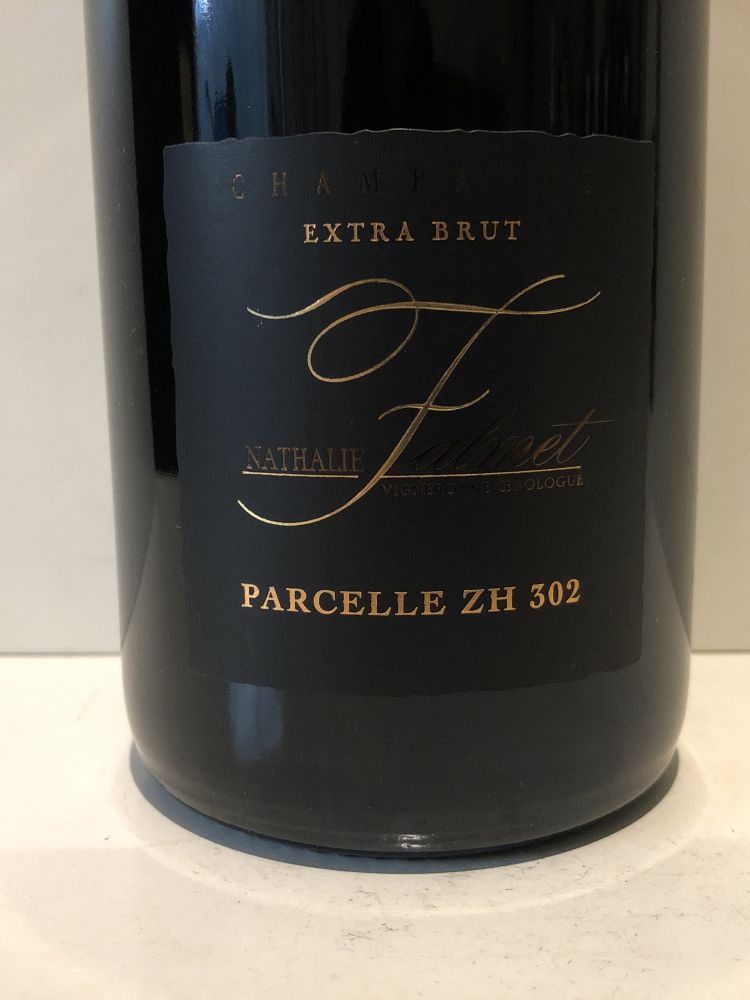 CHAMPAGNE
EXTRA BRUT
NATHALIE Falmet
VIGNERONNE ŒNOLOGUE
PARCELLE ZH 302